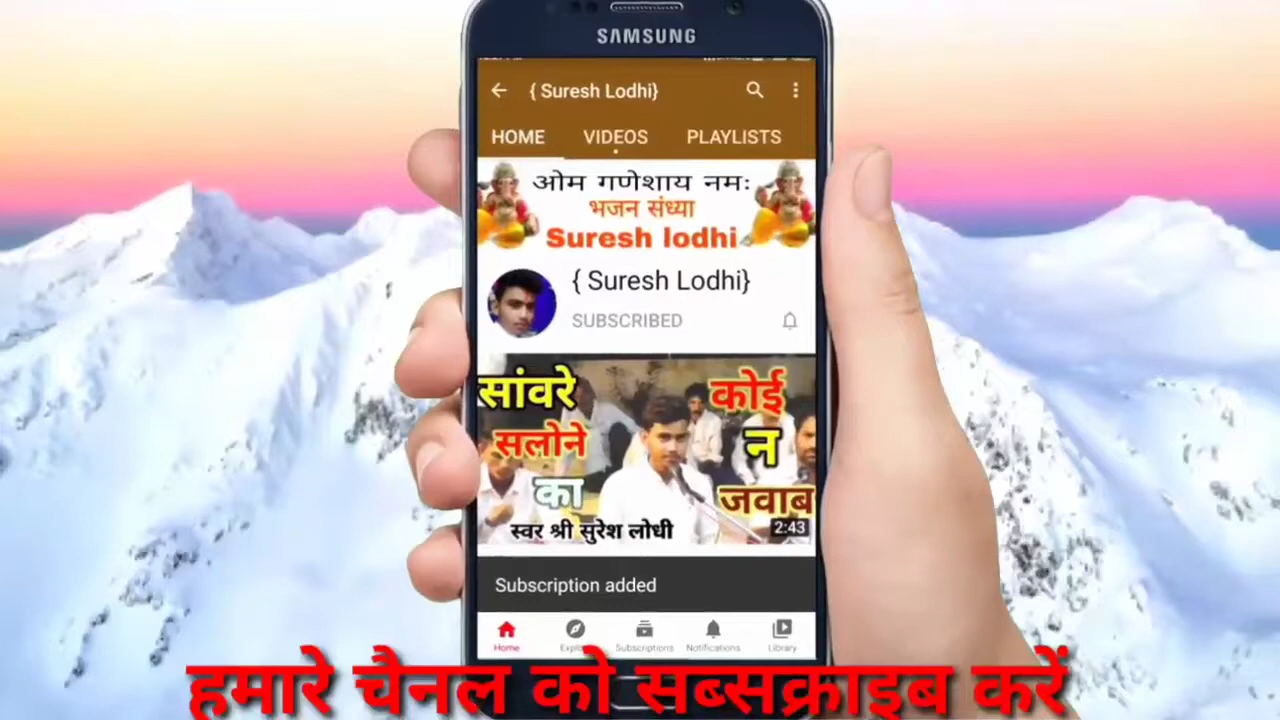 SAMSUNG
{ Suresh Lodhi}
HOME VIDEOS PLAYLISTS
ओम गणेशाय नमः
भजन संध्या
Suresh lodhi
{ Suresh Lodhi}
SUBSCRIBED
सांवरे कोई
सलोने न
का जवाब
स्वर श्री सुरेश लोधी 2:43
Subscription added
Home Subscriptions Notifications Library
हमारे चैनल को सब्सक्राइब करें